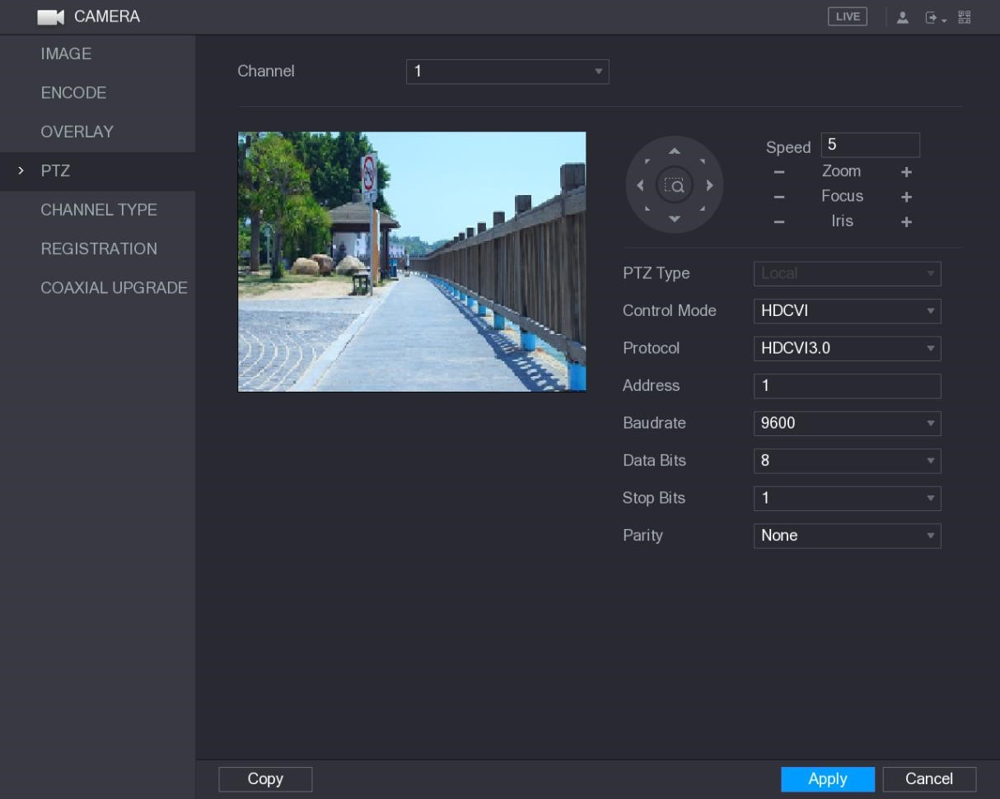 CAMERA
LIVE
IMAGE
ENCODE
OVERLAY
PTZ
CHANNEL TYPE
REGISTRATION
COAXIAL UPGRADE
Channel 1
Speed 5
Zoom
Focus
Iris
PTZ Type Local
Control Mode HDCVI
Protocol HDCVI3.0
Address 1
Baudrate 9600
Data Bits 8
Stop Bits 1
Parity None
Copy Apply Cancel